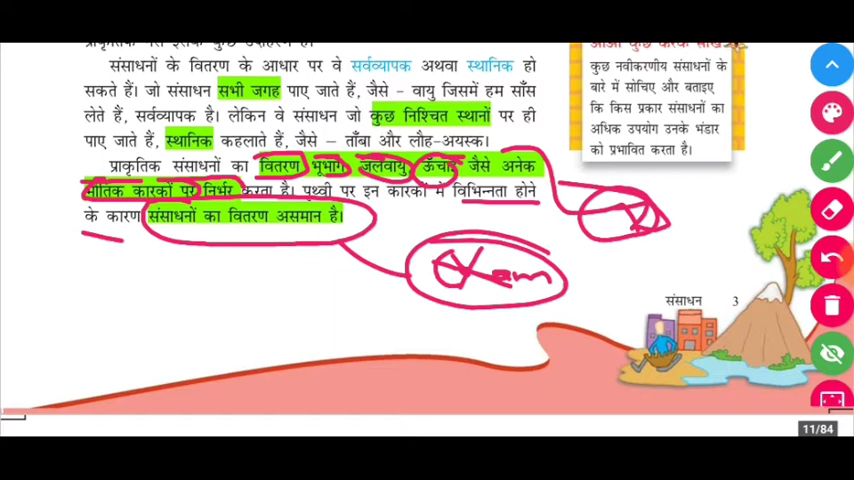 संसाधनों के वितरण के आधार पर वे सर्वव्यापक अथवा स्थानिक हो
सकते हैं। जो संसाधन सभी जगह पाए जाते हैं, जैसे - वायु जिसमें हम साँस
लेते हैं, सर्वव्यापक है। लेकिन वे संसाधन जो कुछ निश्चित स्थानों पर ही
पाए जाते हैं, स्थानिक कहलाते हैं, जैसे - ताँबा और लौह-अयस्क।
प्राकृतिक संसाधनों का वितरण भूभाग जलवायु ऊँचाई जैसे अनेक
भौतिक कारकों पर निर्भर करता है। पृथ्वी पर इन कारकों में विभिन्नता होने
के कारण संसाधनों का वितरण असमान है।
कुछ नवीकरणीय संसाधनों के
बारे में सोचिए और बताइए
कि किस प्रकार संसाधनों का
अधिक उपयोग उनके भंडार
को प्रभावित करता है।
संसाधन 3
11/84